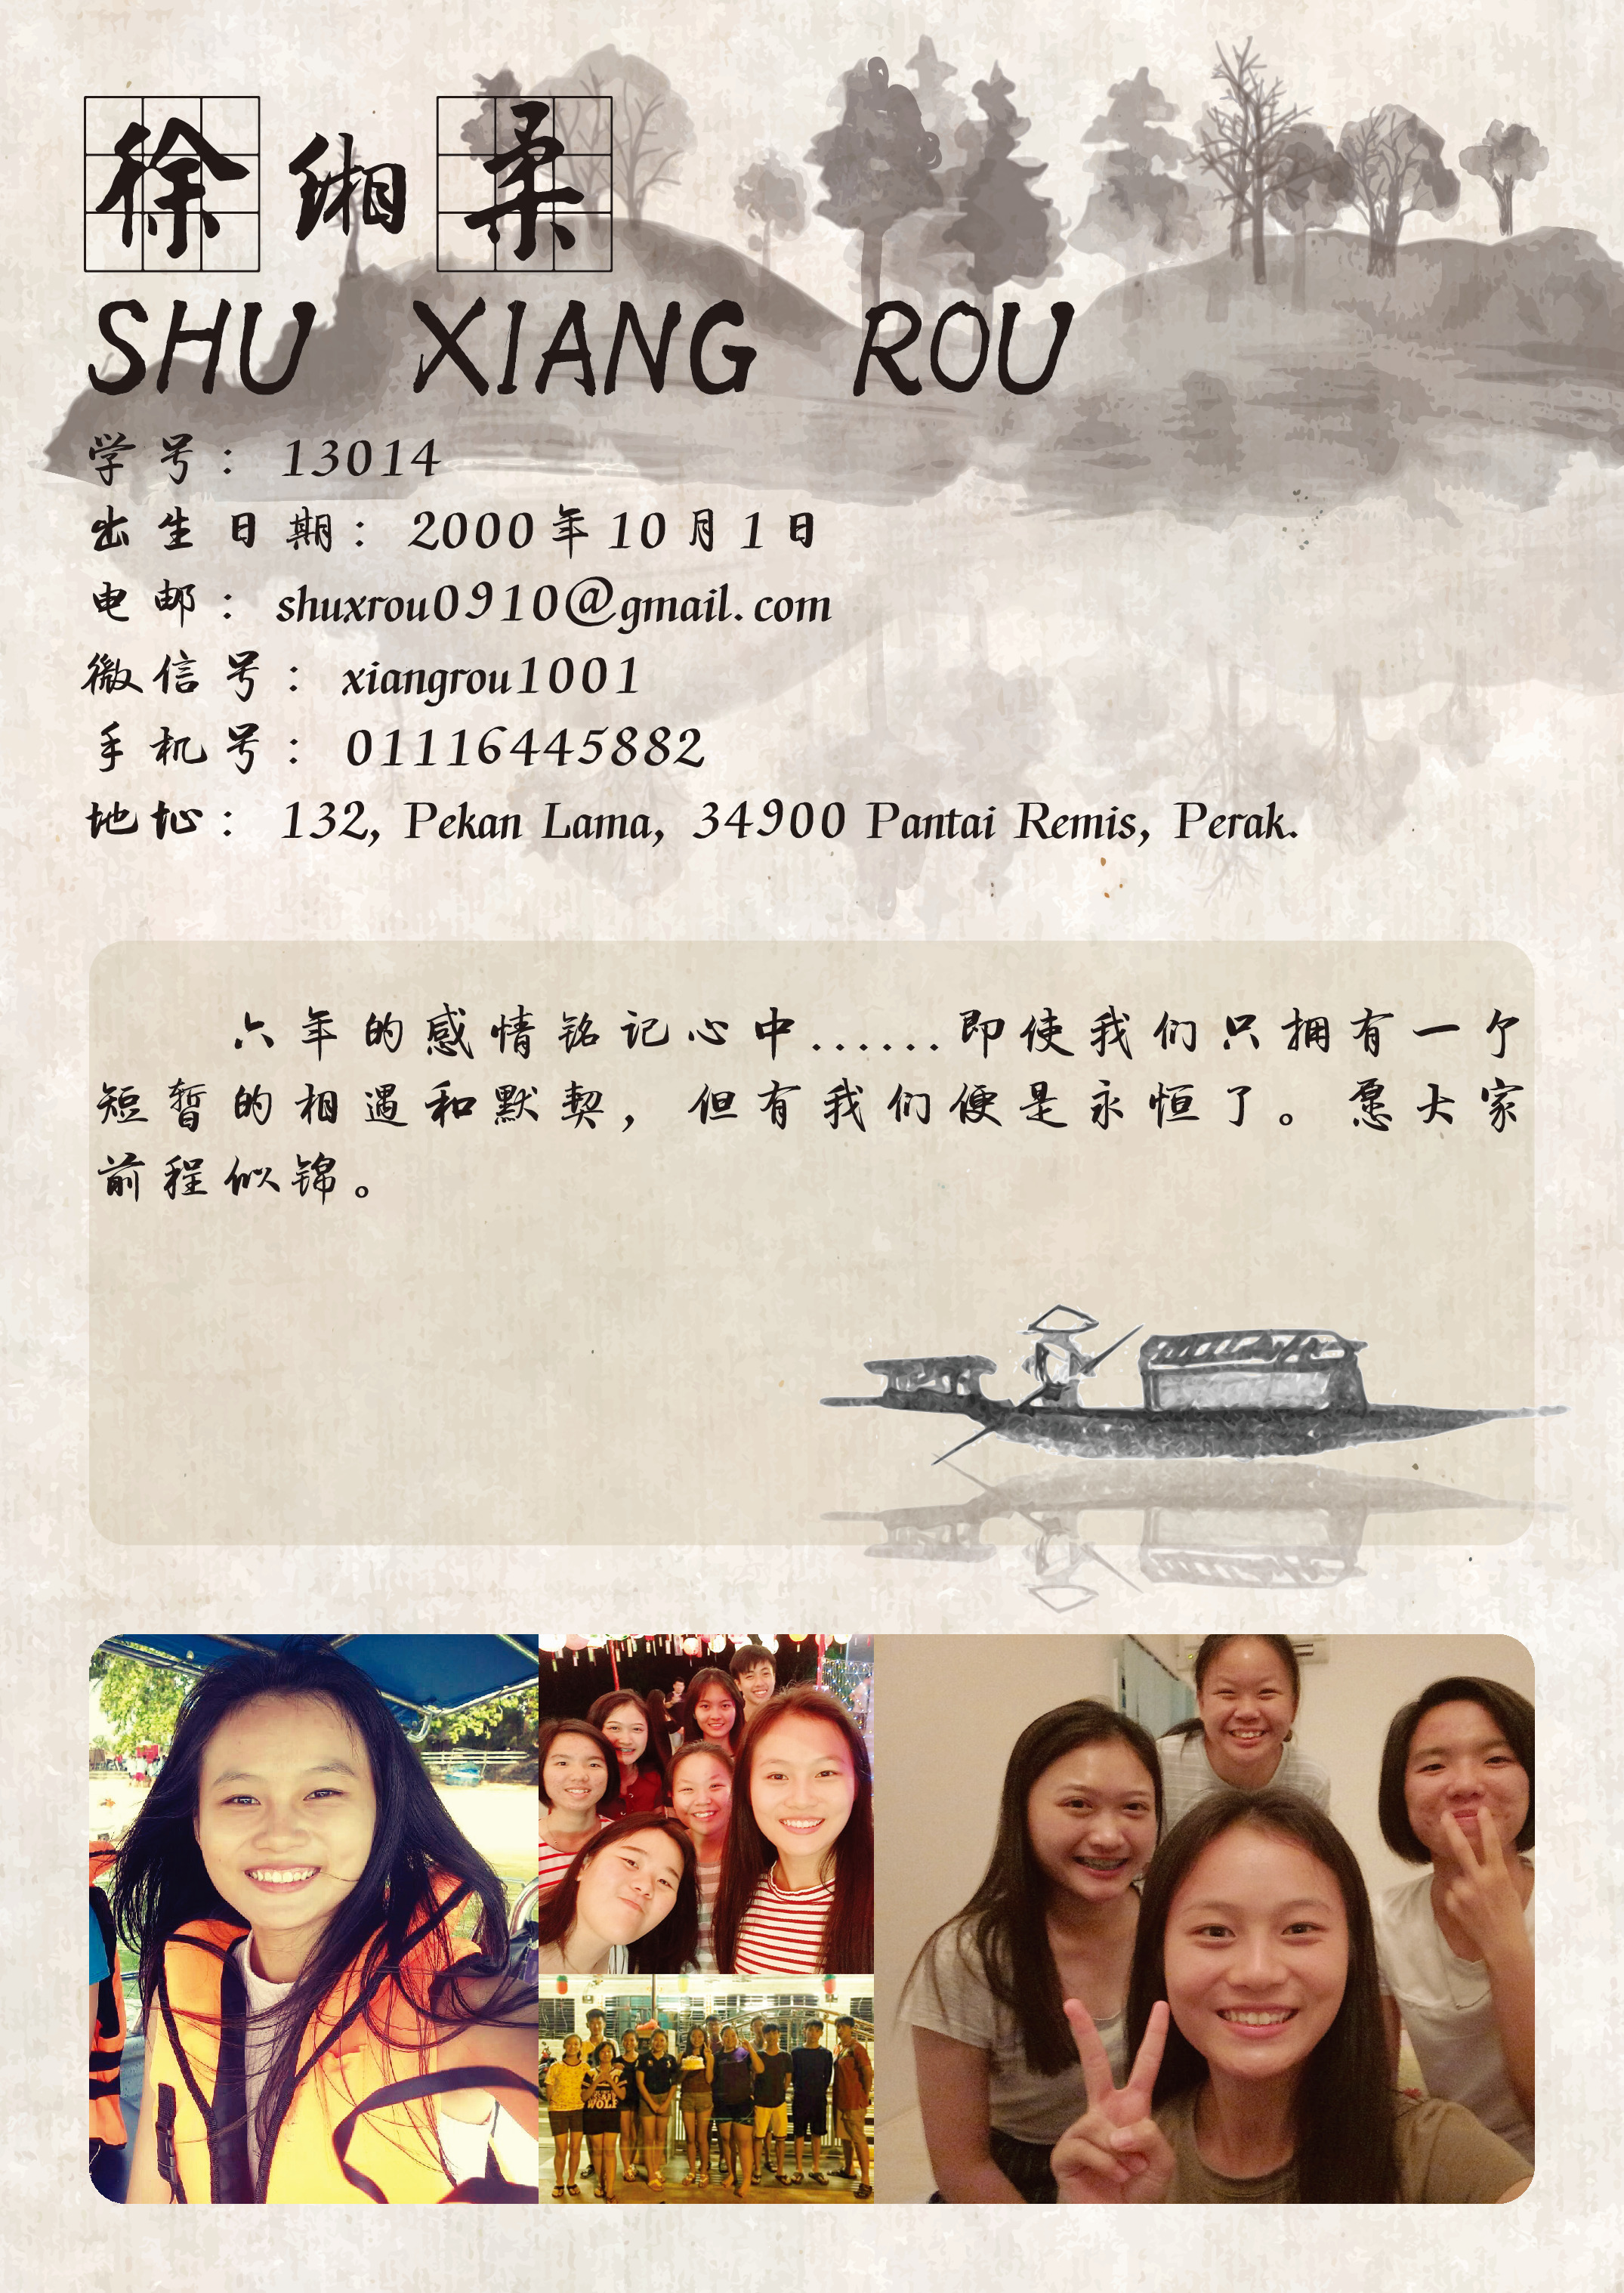 徐缃柔
SHU XIANG ROU
学号：13014
出生日期：2000年10月1日
电邮：shuxrou0910@gmail.com
微信号：xiangrou1001
手机号：01116445882
地址：132, Pekan Lama, 34900 Pantai Remis, Perak.
六年的感情铭记心中......即使我们只拥有一个
短暂的相遇和默契，但有我们便是永恒了。愿大家
前程似锦。
WOLF